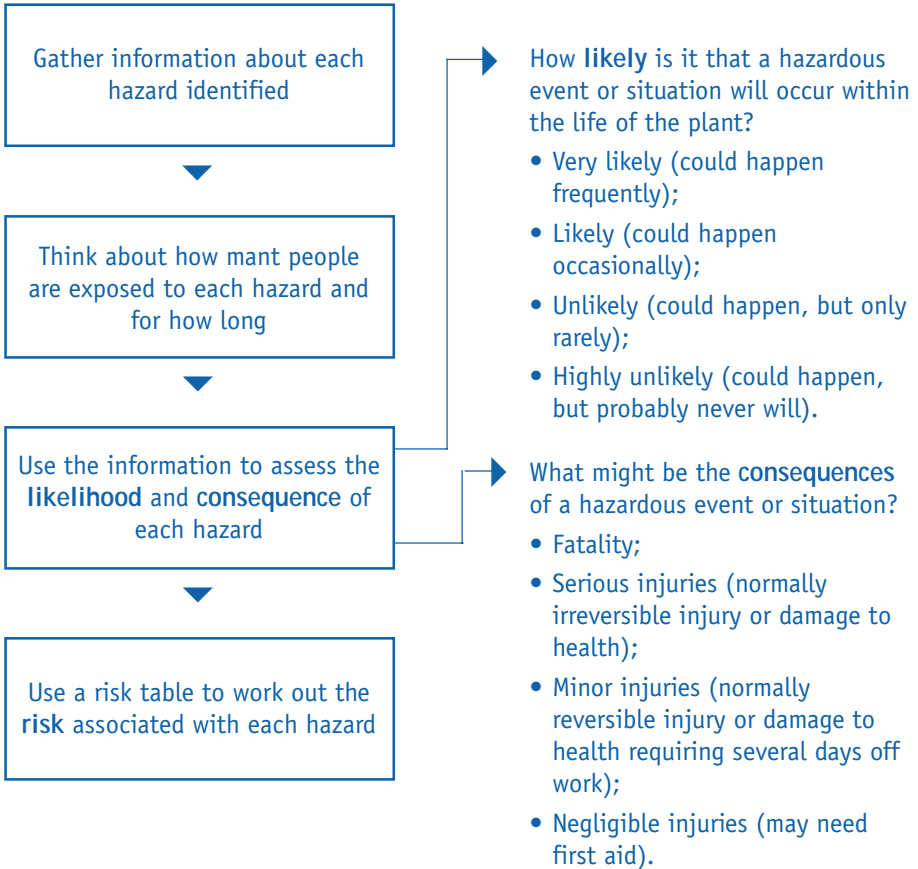 Gather information about each
hazard identified
Think about how mant people
are exposed to each hazard and
for how long
Use the information to assess the
likelihood and consequence of
each hazard
Use a risk table to work out the
risk associated with each hazard
How likely is it that a hazardous
event or situation will occur within
the life of the plant?
• Very likely (could happen
frequently);
• Likely (could happen
occasionally);
• Unlikely (could happen, but only
rarely);
• Highly unlikely (could happen,
but probably never will).
What might be the consequences
of a hazardous event or situation?
• Fatality;
• Serious injuries (normally
irreversible injury or damage to
health);
• Minor injuries (normally
reversible injury or damage to
health requiring several days off
work);
• Negligible injuries (may need
first aid).